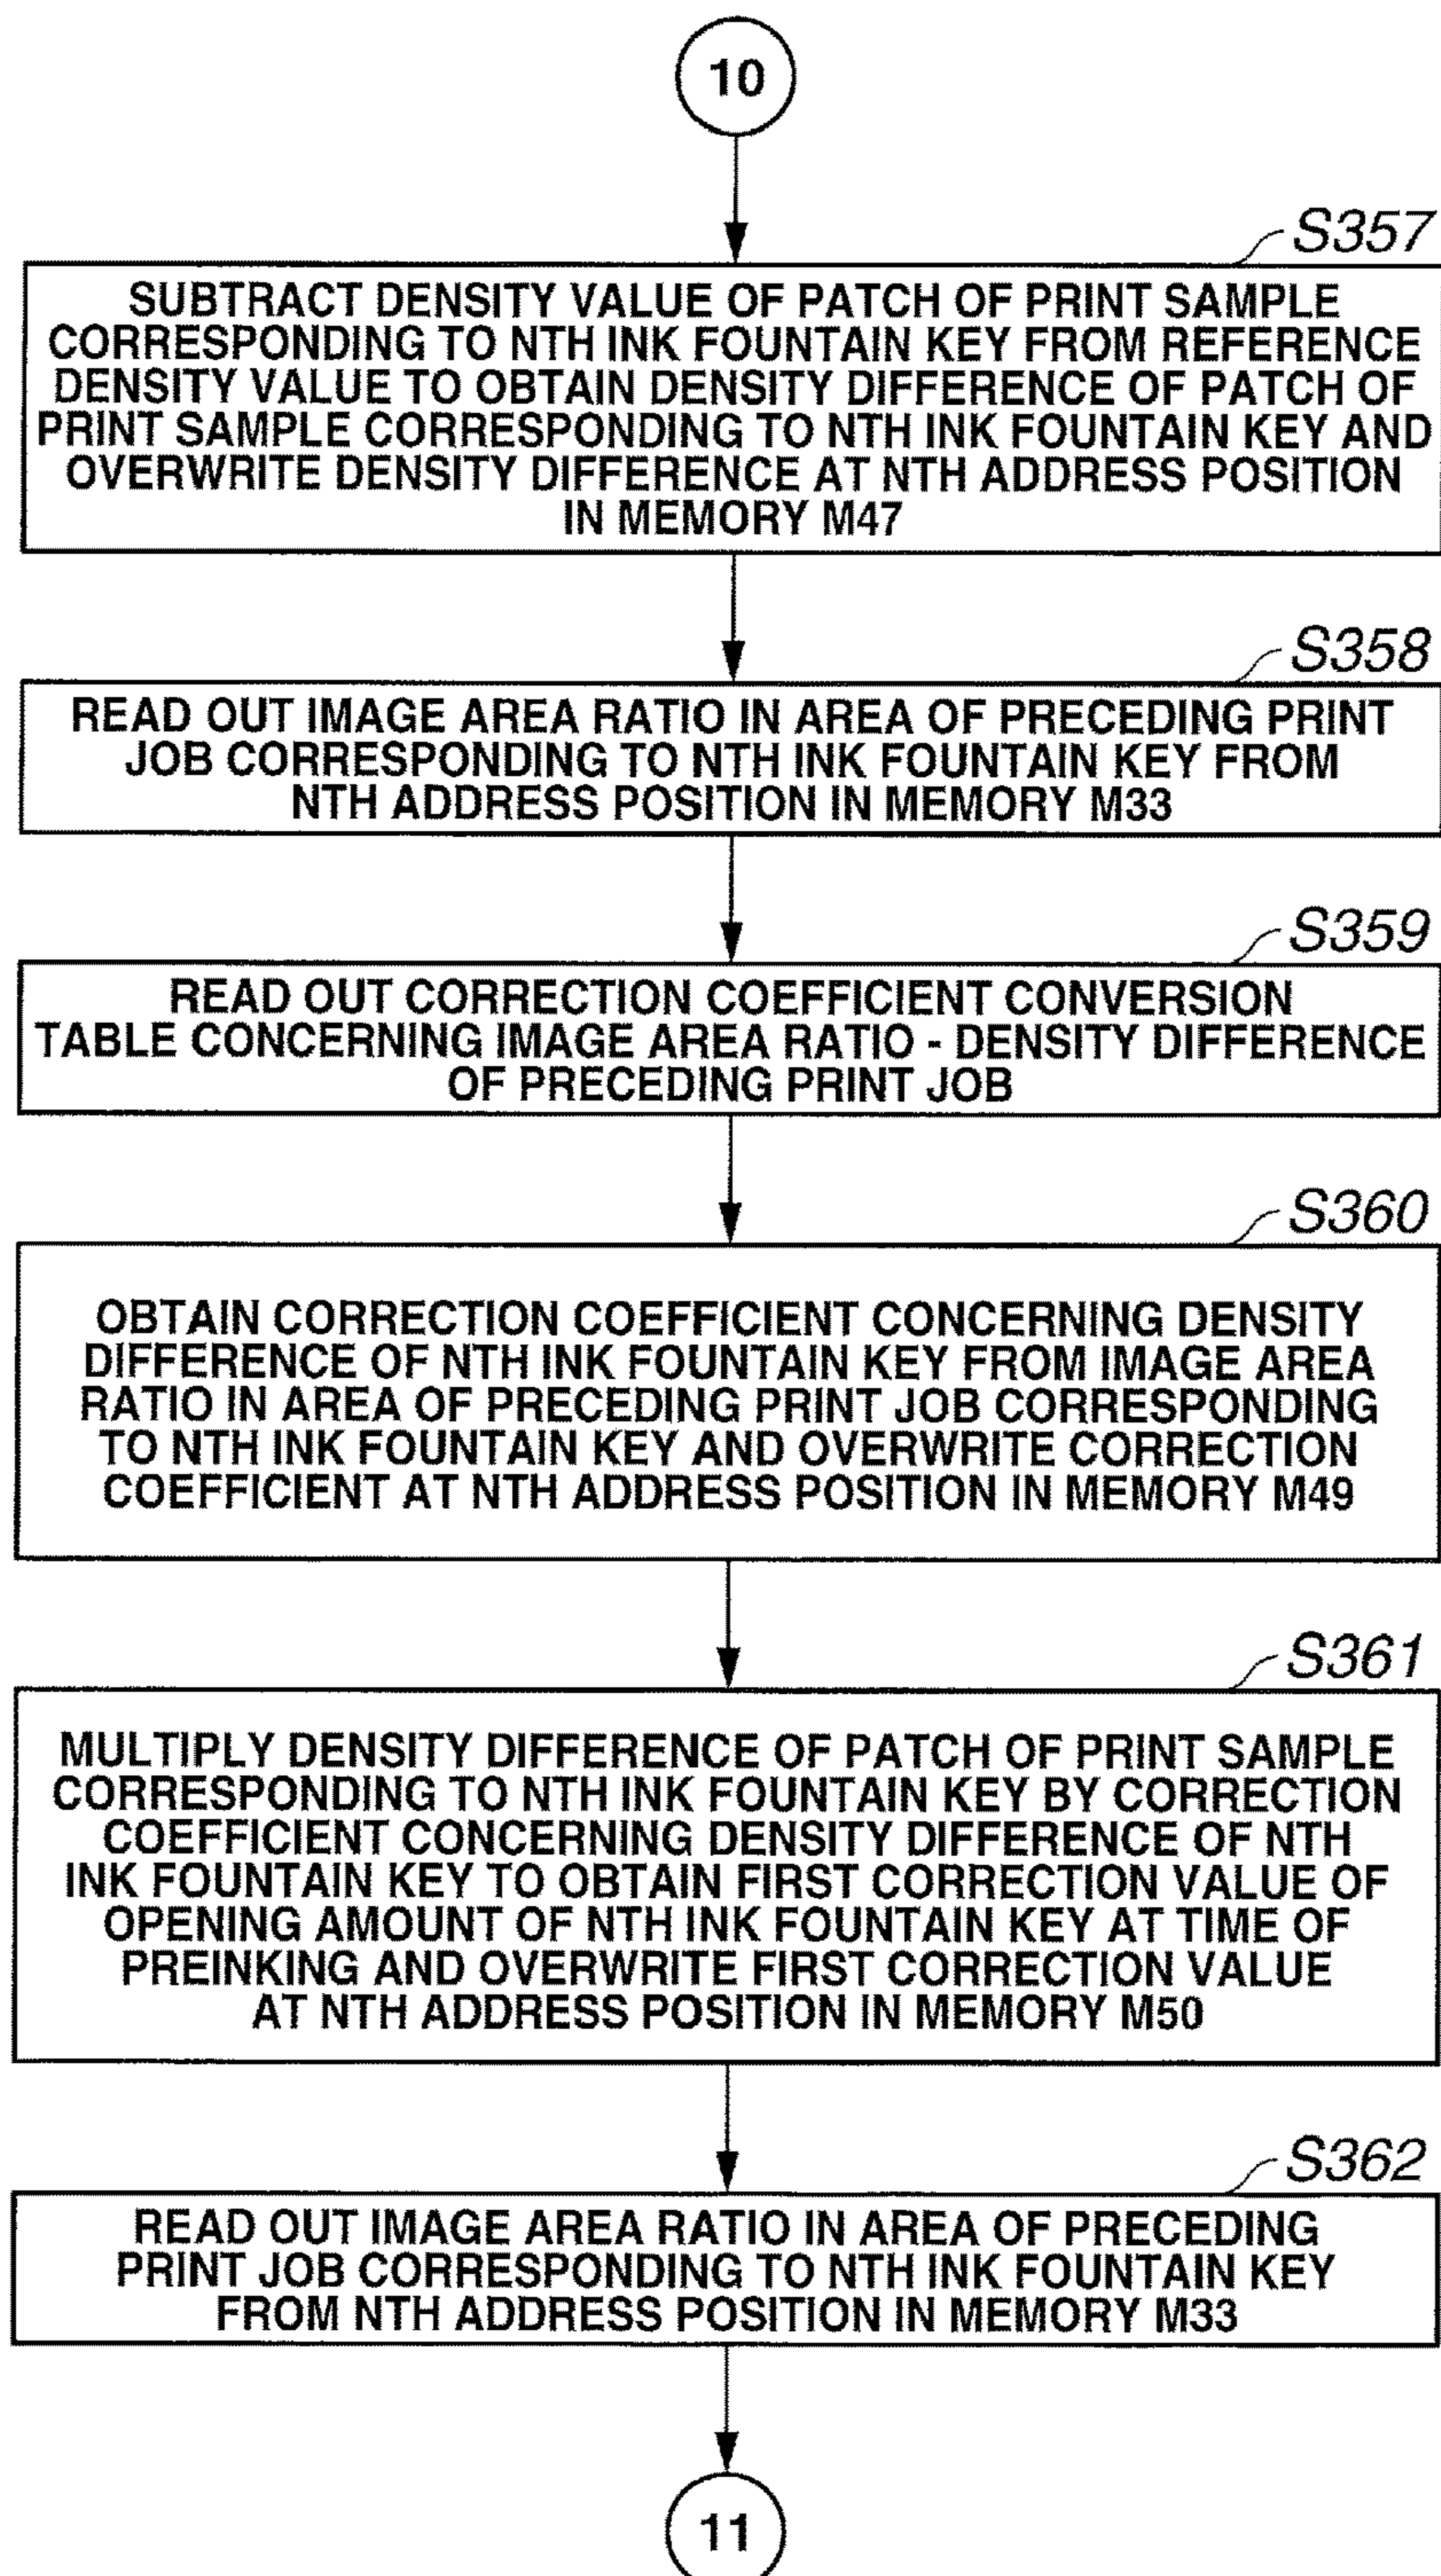 10
S357
SUBTRACT DENSITY VALUE OF PATCH OF PRINT SAMPLE
CORRESPONDING TO NTH INK FOUNTAIN KEY FROM REFERENCE
DENSITY VALUE TO OBTAIN DENSITY DIFFERENCE OF PATCH OF
PRINT SAMPLE CORRESPONDING TO NTH INK FOUNTAIN KEY AND
OVERWRITE DENSITY DIFFERENCE AT NTH ADDRESS POSITION
IN MEMORY M47
S358
READ OUT IMAGE AREA RATIO IN AREA OF PRECEDING PRINT
JOB CORRESPONDING TO NTH INK FOUNTAIN KEY FROM
NTH ADDRESS POSITION IN MEMORY M33
S359
READ OUT CORRECTION COEFFICIENT CONVERSION
TABLE CONCERNING IMAGE AREA RATIO - DENSITY DIFFERENCE
OF PRECEDING PRINT JOB
S360
OBTAIN CORRECTION COEFFICIENT CONCERNING DENSITY
DIFFERENCE OF NTH INK FOUNTAIN KEY FROM IMAGE AREA
RATIO IN AREA OF PRECEDING PRINT JOB CORRESPONDING
TO NTH INK FOUNTAIN KEY AND OVERWRITE CORRECTION
COEFFICIENT AT NTH ADDRESS POSITION IN MEMORY M49
S361
MULTIPLY DENSITY DIFFERENCE OF PATCH OF PRINT SAMPLE
CORRESPONDING TO NTH INK FOUNTAIN KEY BY CORRECTION
COEFFICIENT CONCERNING DENSITY DIFFERENCE OF NTH
INK FOUNTAIN KEY TO OBTAIN FIRST CORRECTION VALUE OF
OPENING AMOUNT OF NTH INK FOUNTAIN KEY AT TIME OF
PREINKING AND OVERWRITE FIRST CORRECTION VALUE
AT NTH ADDRESS POSITION IN MEMORY M50
S362
READ OUT IMAGE AREA RATIO IN AREA OF PRECEDING
PRINT JOB CORRESPONDING TO NTH INK FOUNTAIN KEY
FROM NTH ADDRESS POSITION IN MEMORY M33
11